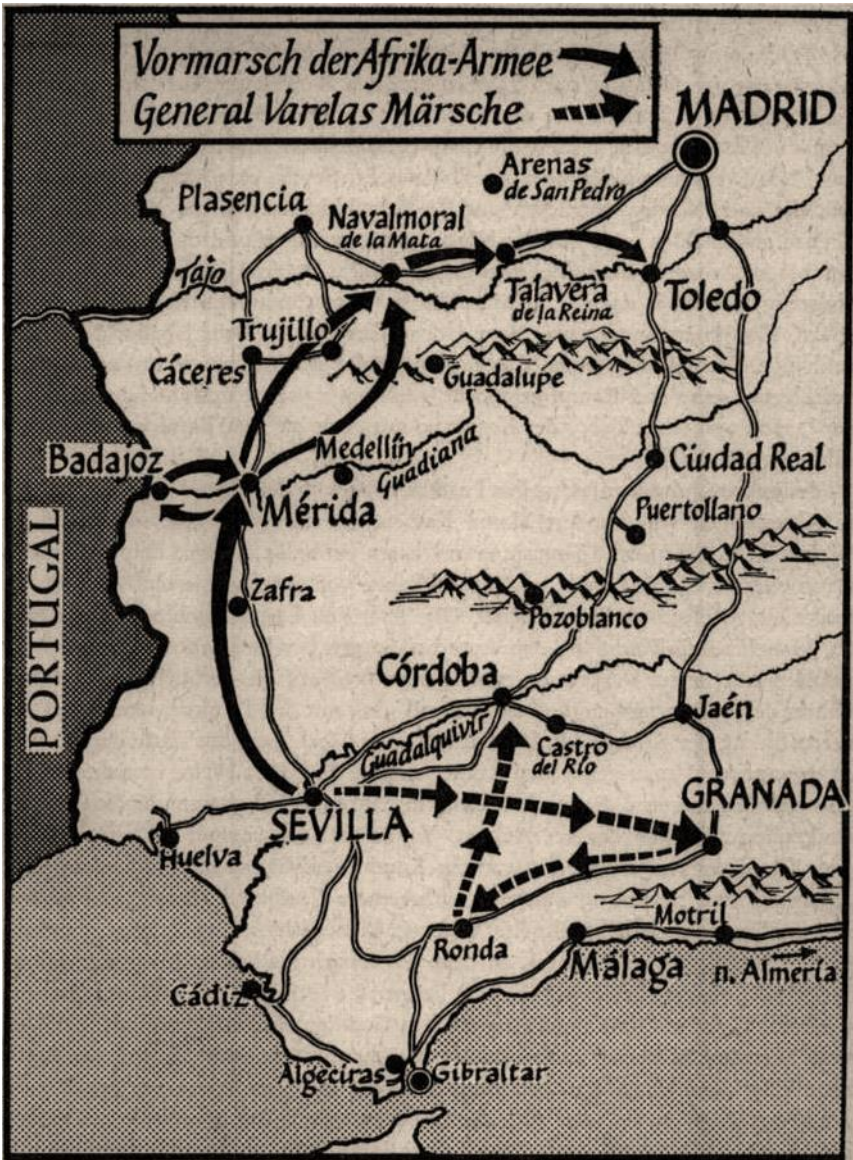 Vormarsch der Afrika-Armee
General Varelas Märsche
MADRID
Arenas
de San Pedro
Plasencia
Navalmoral
de la Mata
Tajo
Talavera
de la Reina
Toledo
Trujillo
Cáceres
Guadalupe
Badajoz
Medellín
Guadiana
Ciudad Real
Mérida
Puertollano
Zafra
Pozoblanco
PORTUGAL
Córdoba
Jaén
Guadalquivir
Castro
del Río
SEVILLA
GRANADA
Huelva
Motril
Ronda
Málaga
n. Almería
Cádiz
Algeciras
Gibraltar